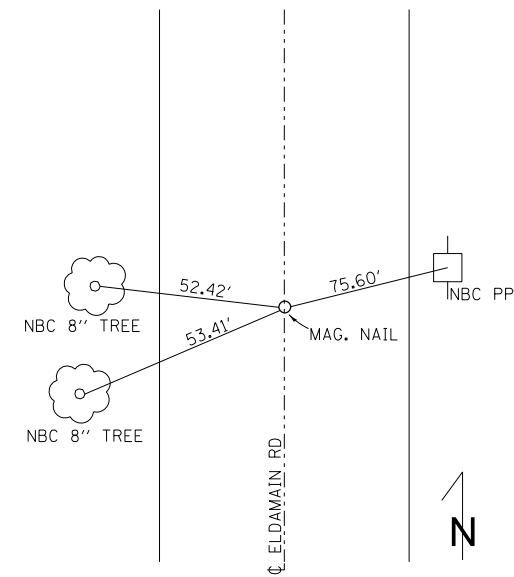 52.42'
75.60'
NBC PP
NBC 8'' TREE
MAG. NAIL
53.41'
NBC 8'' TREE
℄ ELDAMAIN RD
N